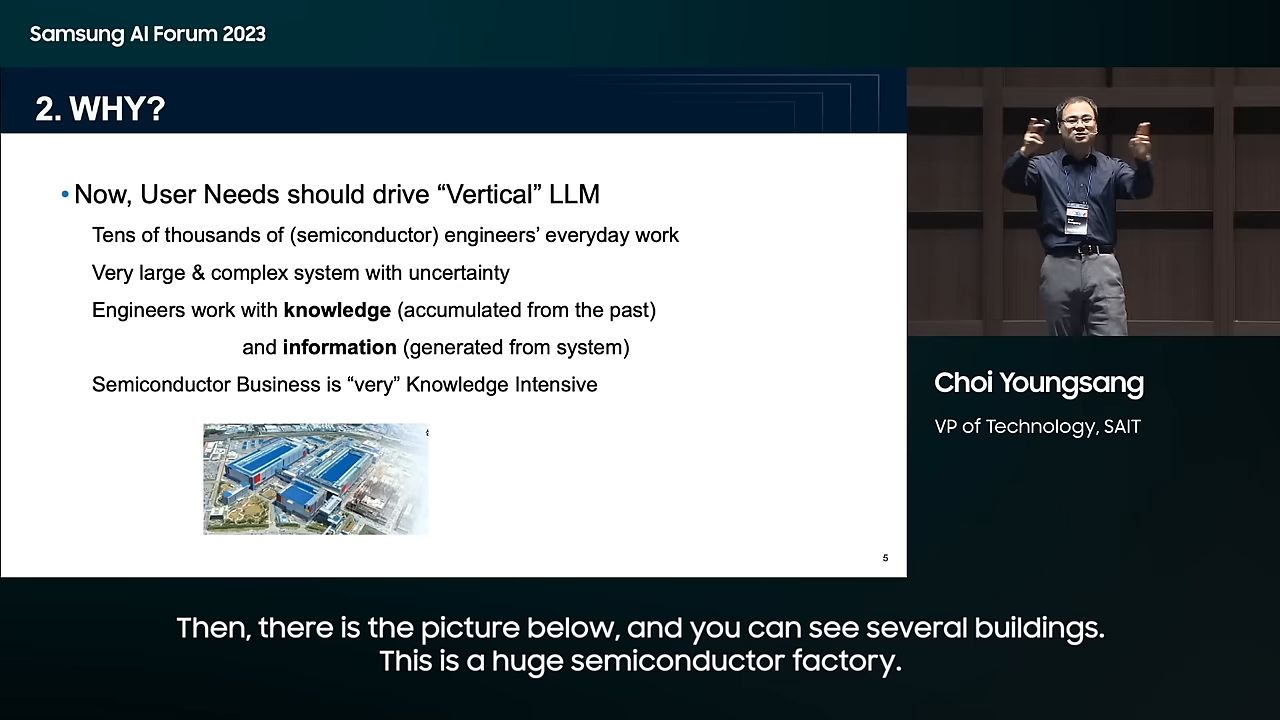 Samsung AI Forum 2023
2. WHY?
• Now, User Needs should drive “Vertical” LLM
Tens of thousands of (semiconductor) engineers’ everyday work
Very large & complex system with uncertainty
Engineers work with knowledge (accumulated from the past)
and information (generated from system)
Semiconductor Business is “very” Knowledge Intensive
5
Choi Youngsang
VP of Technology, SAIT
Then, there is the picture below, and you can see several buildings.
This is a huge semiconductor factory.